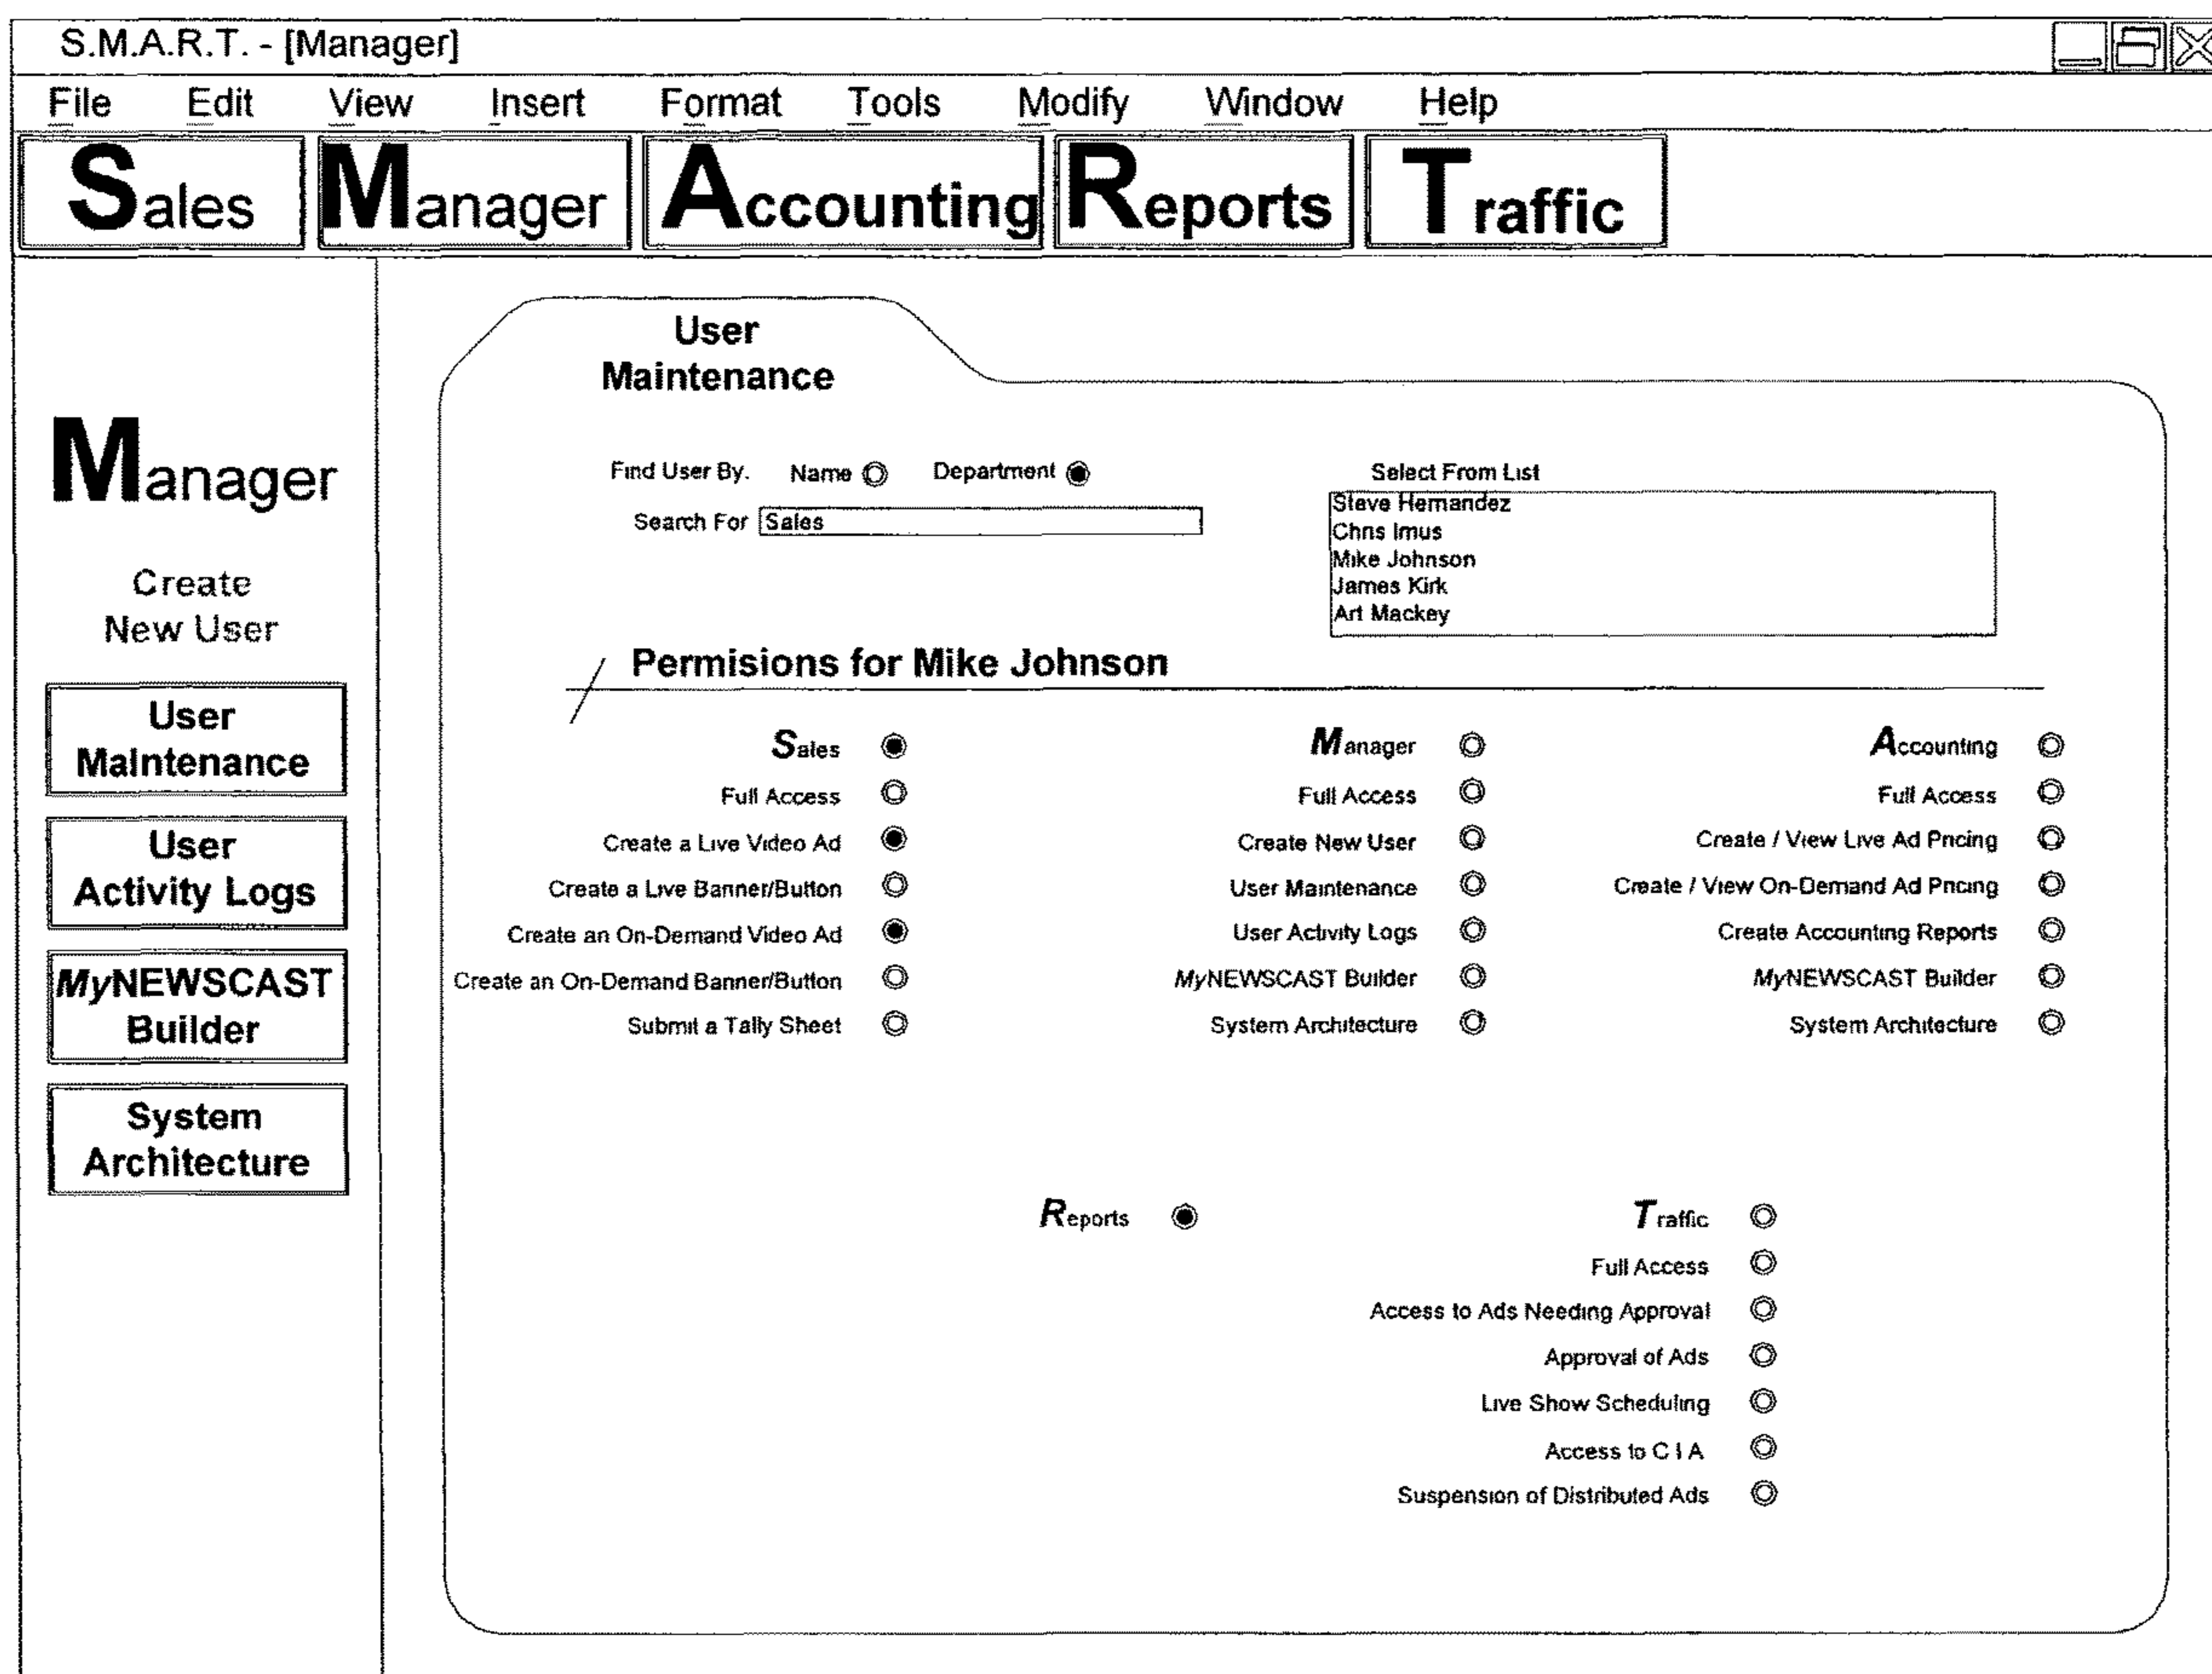 S.M.A.R.T. - [Manager]
File Edit View Insert Format Tools Modify Window Help
Sales Manager Accounting Reports Traffic
Manager
Create
New User
User
Maintenance
User
Activity Logs
MyNEWSCAST
Builder
System
Architecture
User
Maintenance
Find User By. Name Department
Search For Sales
Select From List
Steve Hernandez
Chris Imus
Mike Johnson
James Kirk
Art Mackey
Permisions for Mike Johnson
Sales
Full Access
Create a Live Video Ad
Create a Live Banner/Button
Create an On-Demand Video Ad
Create an On-Demand Banner/Button
Submit a Tally Sheet
Manager
Full Access
Create New User
User Maintenance
User Activity Logs
MyNEWSCAST Builder
System Architecture
Accounting
Full Access
Create / View Live Ad Pricing
Create / View On-Demand Ad Pricing
Create Accounting Reports
MyNEWSCAST Builder
System Architecture
Reports
Traffic
Full Access
Access to Ads Needing Approval
Approval of Ads
Live Show Scheduling
Access to C I A
Suspension of Distributed Ads